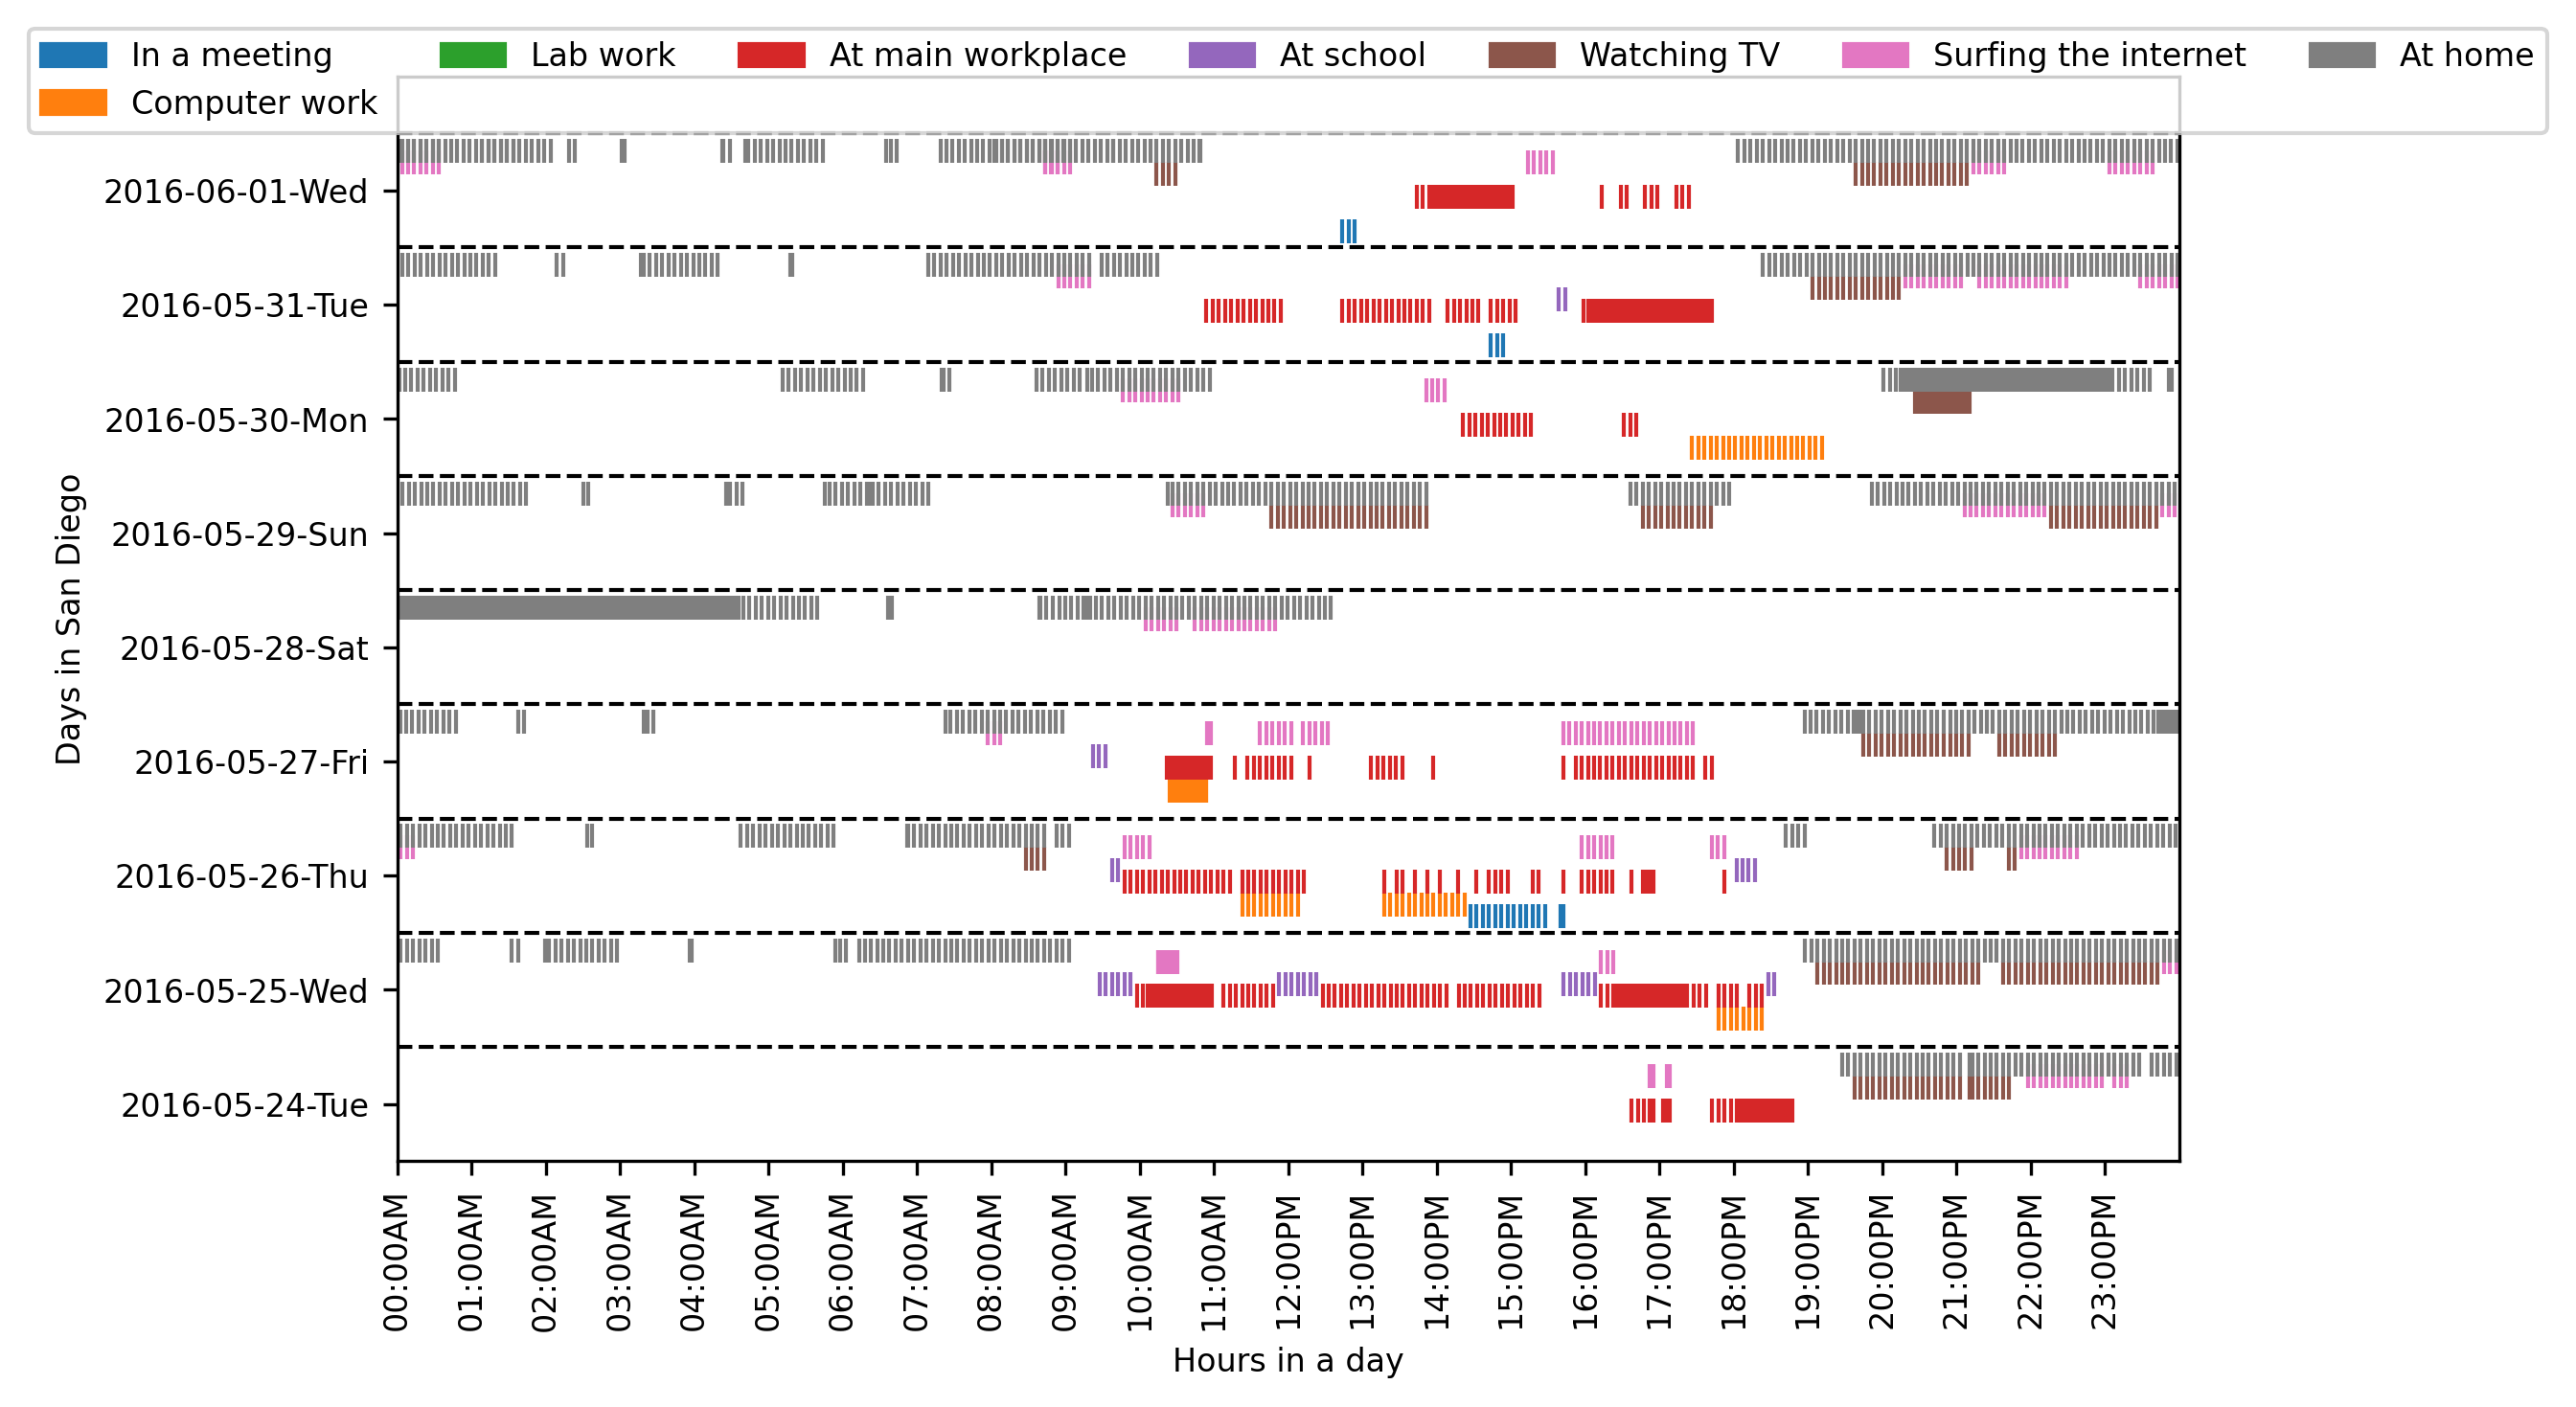 In a meeting
Computer work
Lab work
At main workplace
At school
Watching TV
Surfing the internet
At home
Days in San Diego
2016-06-01-Wed
2016-05-31-Tue
2016-05-30-Mon
2016-05-29-Sun
2016-05-28-Sat
2016-05-27-Fri
2016-05-26-Thu
2016-05-25-Wed
2016-05-24-Tue
00:00AM
01:00AM
02:00AM
03:00AM
04:00AM
05:00AM
06:00AM
07:00AM
08:00AM
09:00AM
10:00AM
11:00AM
12:00PM
13:00PM
14:00PM
15:00PM
16:00PM
17:00PM
18:00PM
19:00PM
20:00PM
21:00PM
22:00PM
23:00PM
Hours in a day